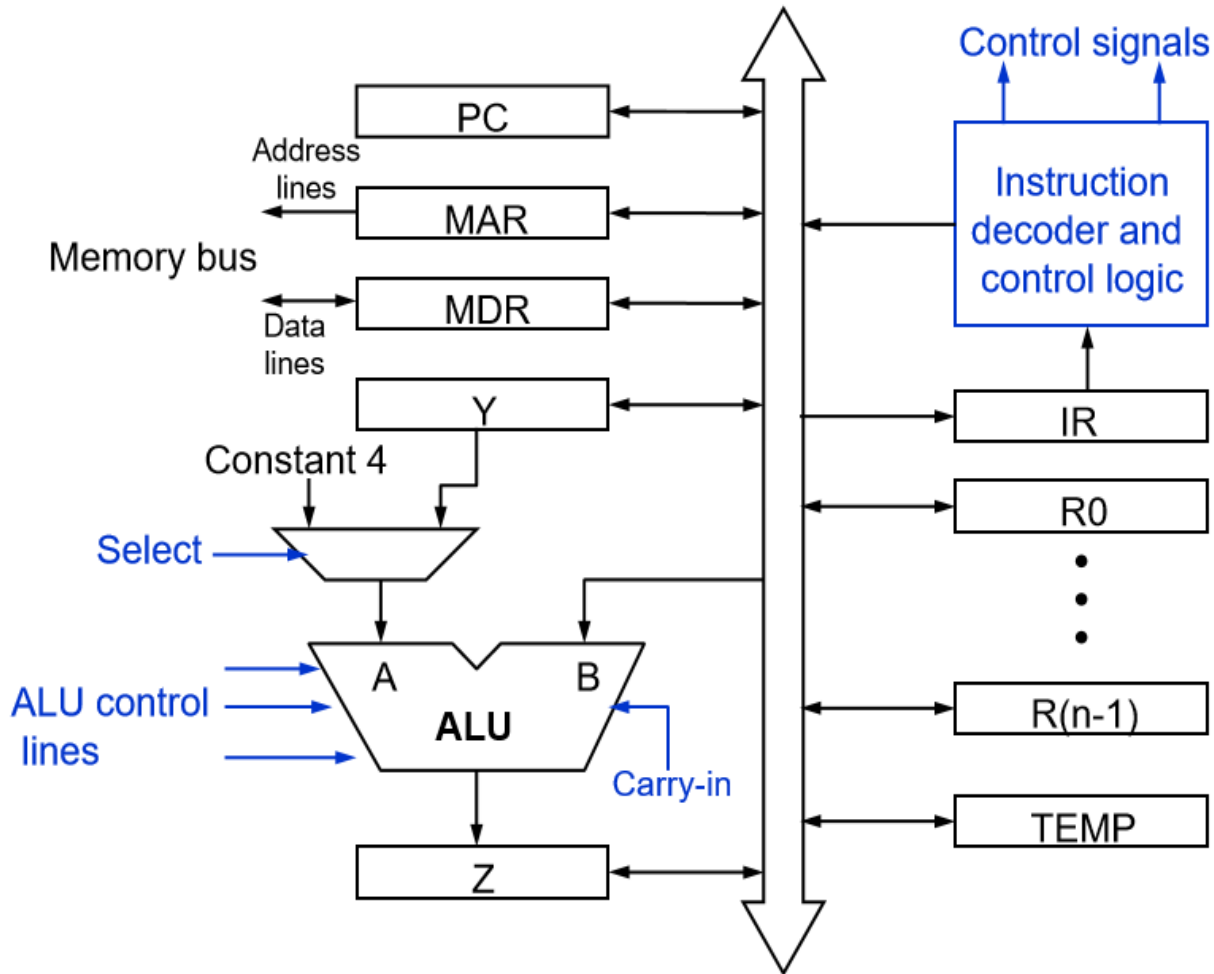 Control signals
PC
Address
lines
MAR
Instruction
decoder and
control logic
Memory bus
MDR
Data
lines
Y
IR
Constant 4
R0
Select
A
B
ALU control
lines
ALU
R(n-1)
Carry-in
TEMP
Z